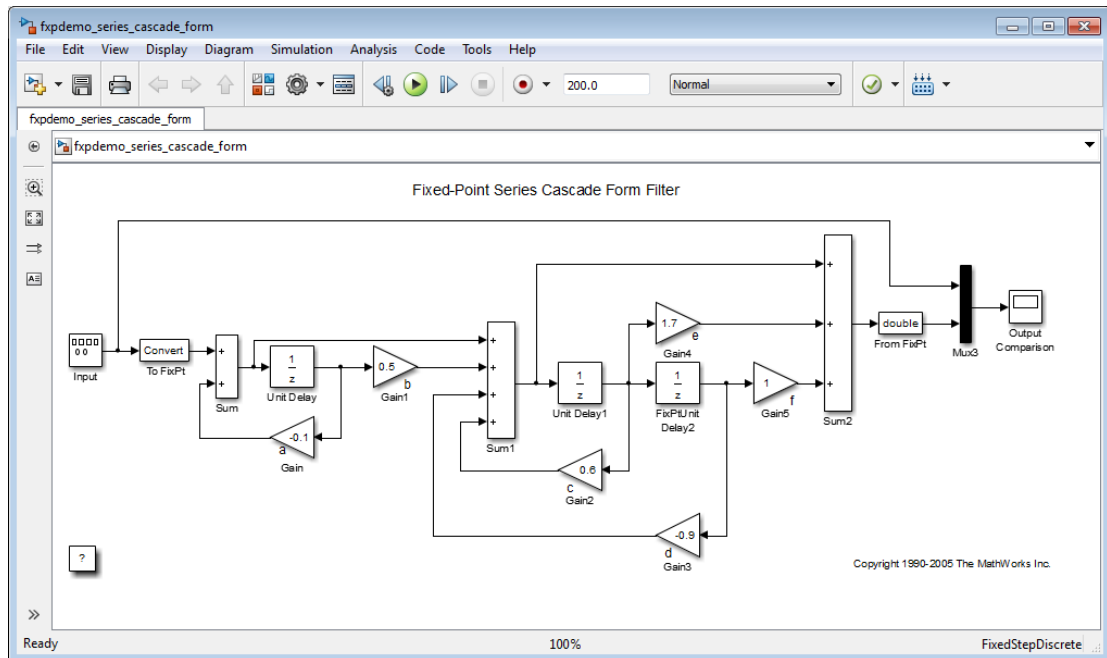 fxpdemo_series_cascade_form
File Edit View Display Diagram Simulation Analysis Code Tools Help
200.0 Normal
fxpdemo_series_cascade_form
fxpdemo_series_cascade_form
Fixed-Point Series Cascade Form Filter
Input
Convert
To FixPt
+
+
Sum
1
z
Unit Delay
0.5
b
Gain1
-0.1
a
Gain
+
+
+
+
Sum1
1
z
Unit Delay1
1
z
FixPtUnit
Delay2
1.7
e
Gain4
1
f
Gain5
0.6
c
Gain2
-0.9
d
Gain3
+
+
+
Sum2
double
From FixPt
Mux3
Output
Comparison
?
Copyright 1990-2005 The MathWorks Inc.
Ready 100% FixedStepDiscrete